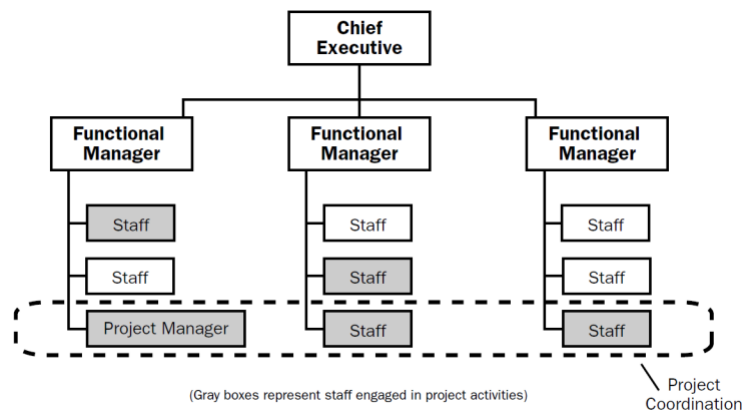 Chief
Executive
Functional
Manager
Functional
Manager
Functional
Manager
Staff
Staff
Staff
Staff
Staff
Staff
Project Manager
Staff
Staff
(Gray boxes represent staff engaged in project activities)
Project
Coordination